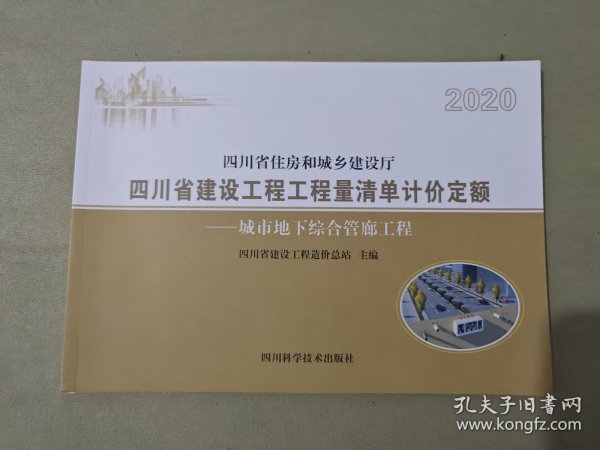 2020
四川省住房和城乡建设厅
四川省建设工程工程量清单计价定额
——城市地下综合管廊工程
四川省建设工程造价总站 主编
四川科学技术出版社
孔夫子旧书网
www.kongfz.com